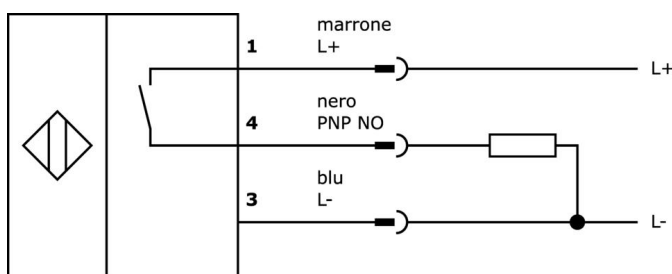 marrone
1 L+ L+
nero
4 PNP NO
blu
3 L- L-